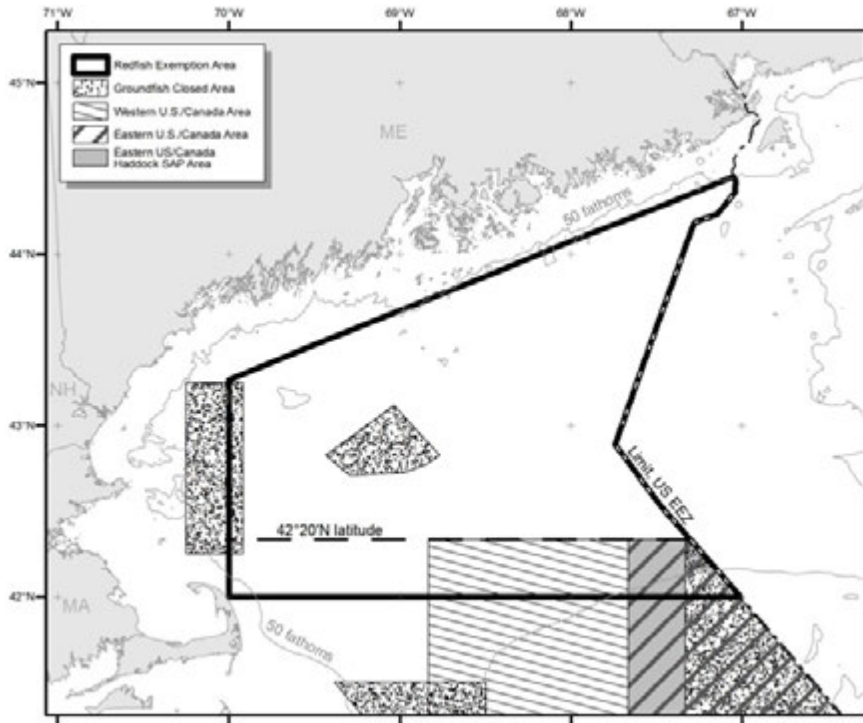 71°W 70°W 69°W 68°W 67°W
Redfish Exemption Area
Groundfish Closed Area
Western U.S./Canada Area
Eastern U.S./Canada Area
Eastern US/Canada
Haddock SAP Area
45°N
ME
50 fathoms
44°N
NH
43°N
Limit, US EEZ
42°20'N latitude
42°N
MA
50 fathoms